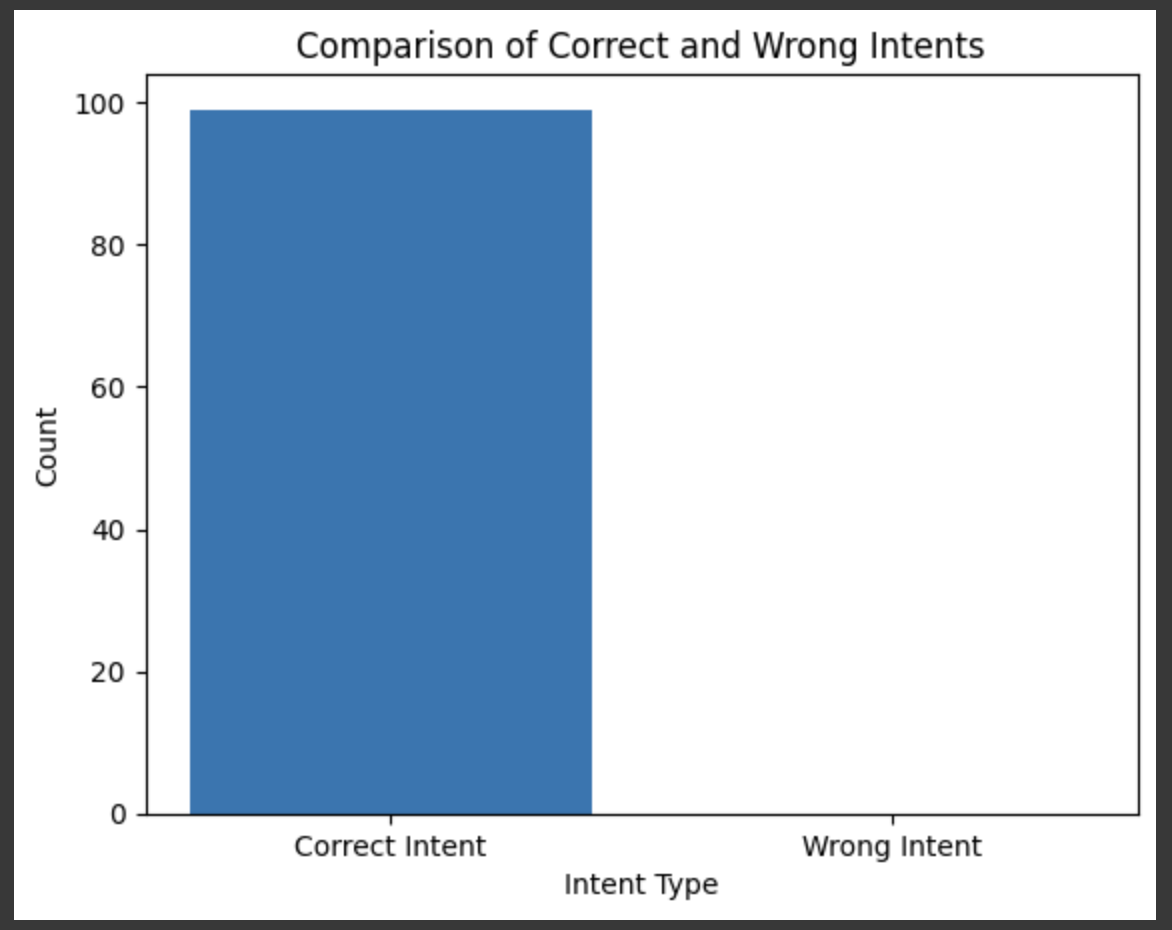 Comparison of Correct and Wrong Intents
100
80
60
40
20
0
Count
Correct Intent Wrong Intent
Intent Type